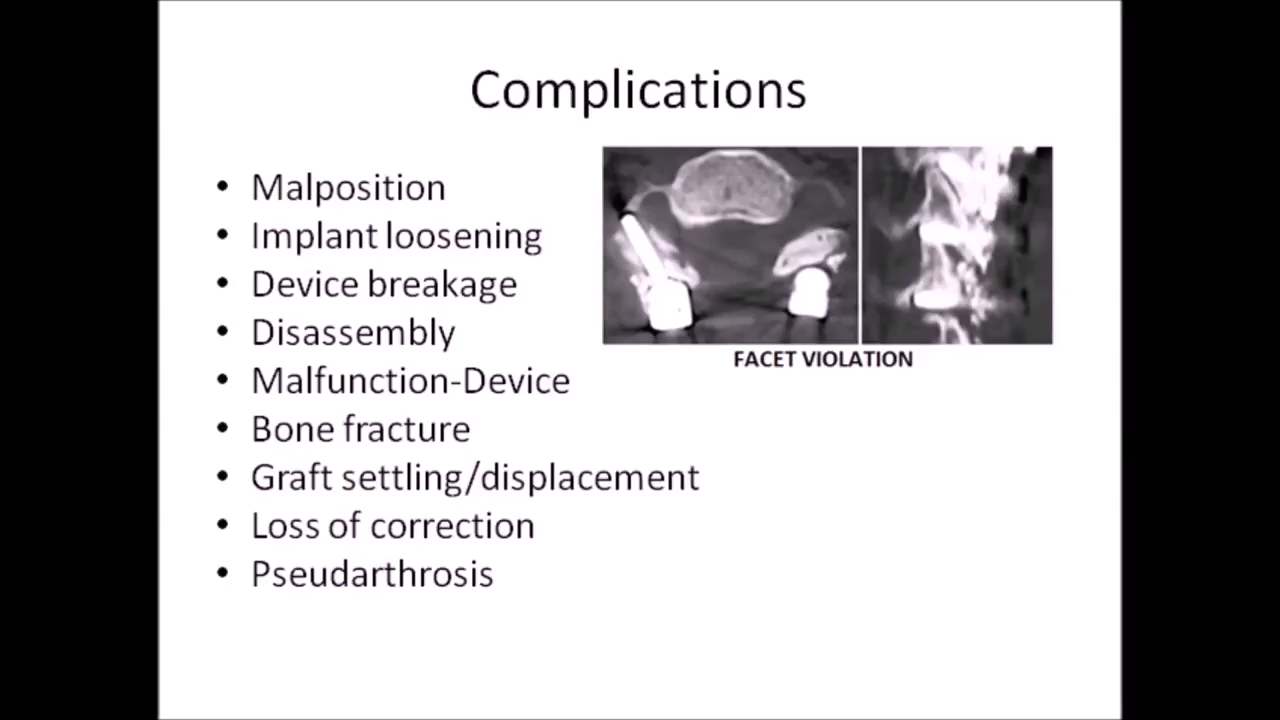 Complications
• Malposition
• Implant loosening
• Device breakage
• Disassembly
• Malfunction-Device
• Bone fracture
• Graft settling/displacement
• Loss of correction
• Pseudarthrosis
FACET VIOLATION